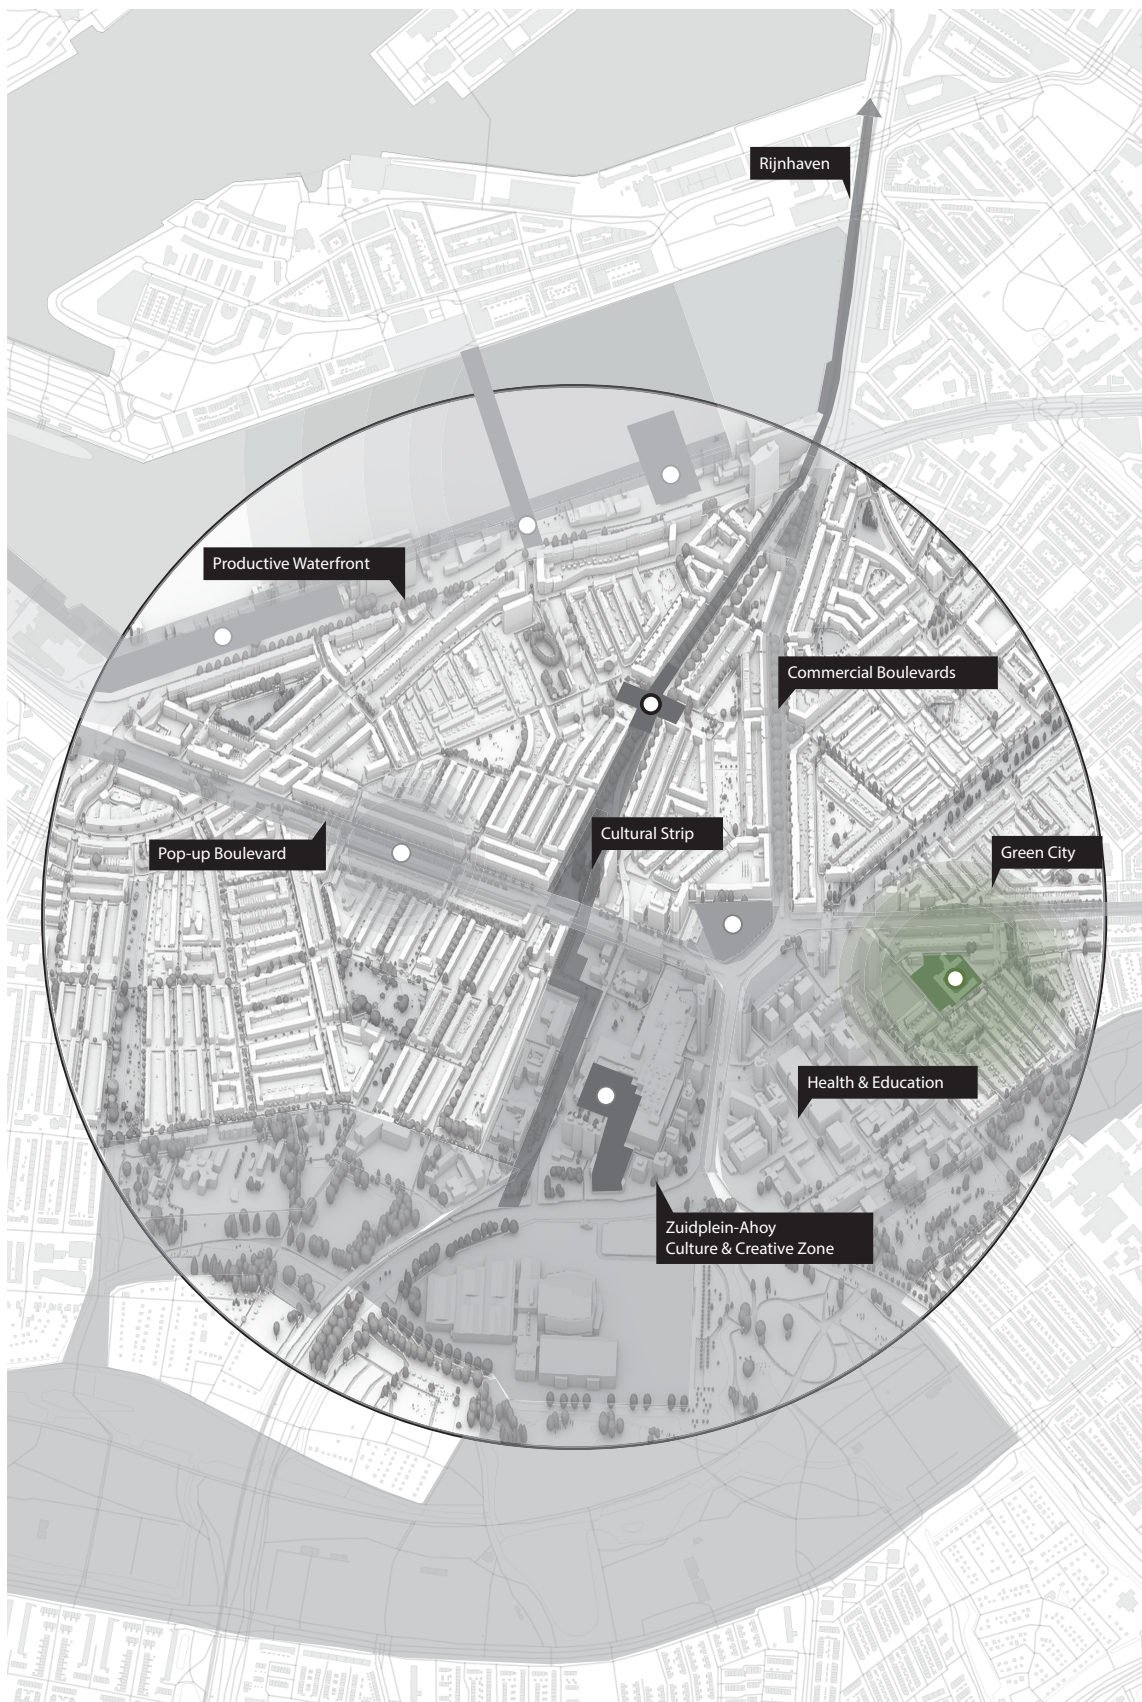 Rijnhaven
Productive Waterfront
Commercial Boulevards
Cultural Strip
Green City
Pop-up Boulevard
Health & Education
Zuidplein-Ahoy
Culture & Creative Zone